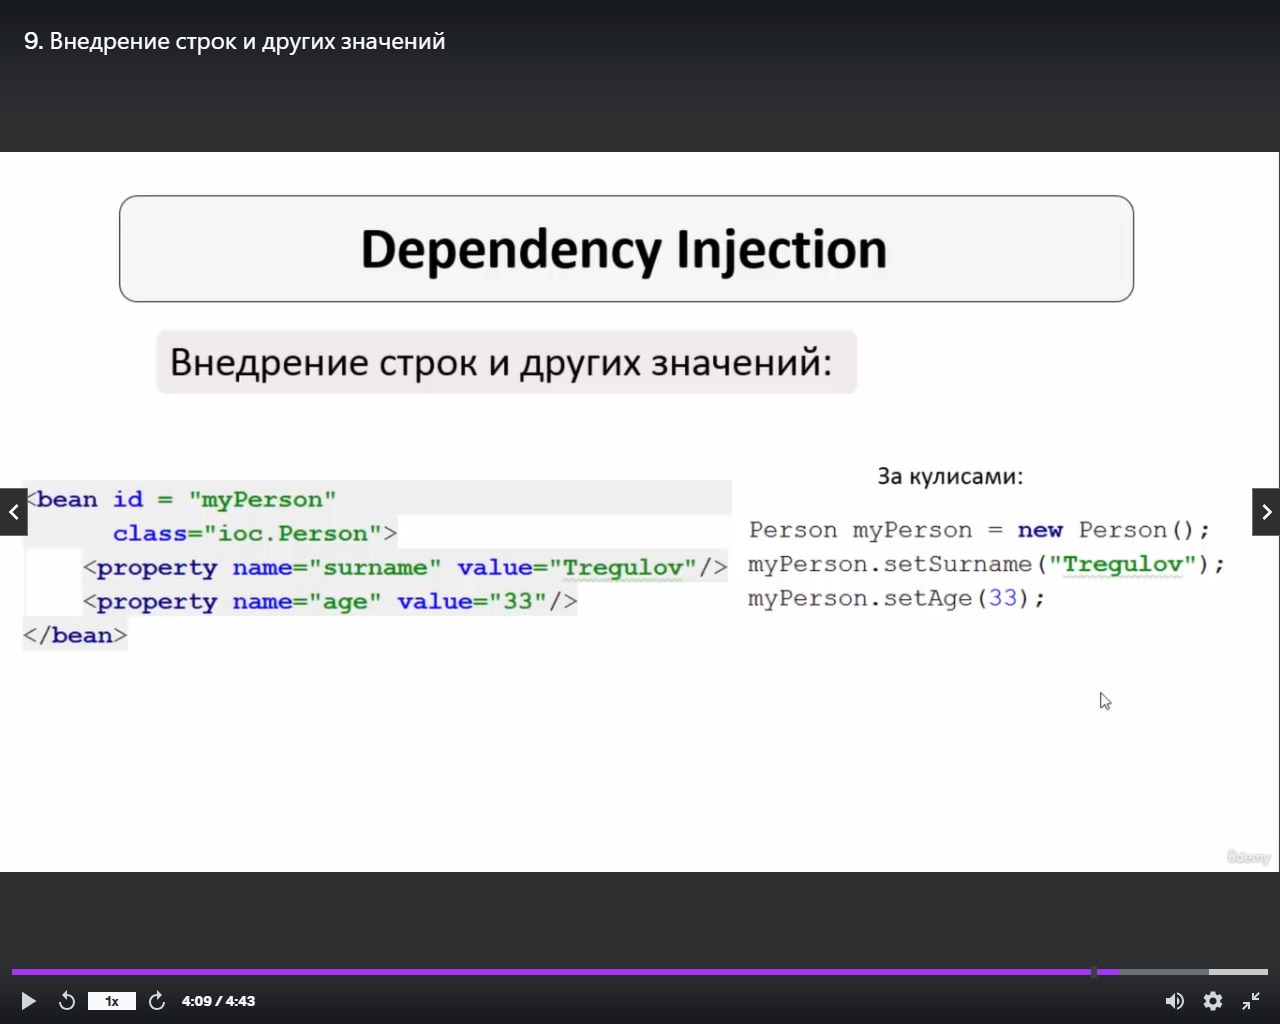 9. Внедрение строк и других значений
Dependency Injection
Внедрение строк и других значений:
<bean id = "myPerson"
class="ioc.Person">
<property name="surname" value="Tregulov"/>
<property name="age" value="33"/>
</bean>
За кулисами:
Person myPerson = new Person();
myPerson.setSurname("Tregulov");
myPerson.setAge(33);
ûdemy
1x
4:09 / 4:43